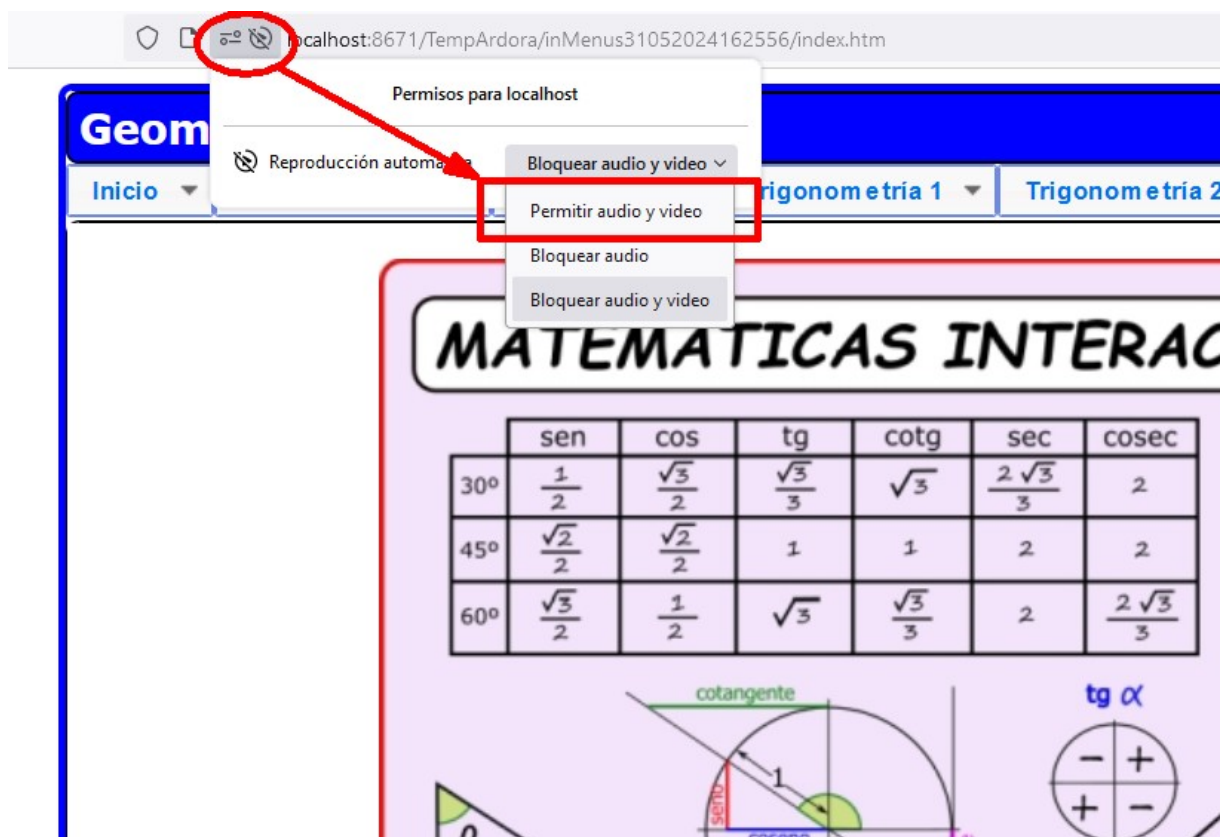 localhost:8671/TempArdora/inMenus31052024162556/index.htm
Permisos para localhost
Geom
Reproducción automática
Bloquear audio y video
Inicio
Trigonometría 1
Trigonometría 2
Permitir audio y video
Bloquear audio
Bloquear audio y video
MATEMATICAS INTERAC
sen cos tg cotg sec cosec
30º 1/2 √3/2 √3/3 √3 2√3/3 2
45º √2/2 √2/2 1 1 2 2
60º √3/2 1/2 √3 √3/3 2 2√3/3
cotangente
tg α
- +
1
seno
+ -
coseno